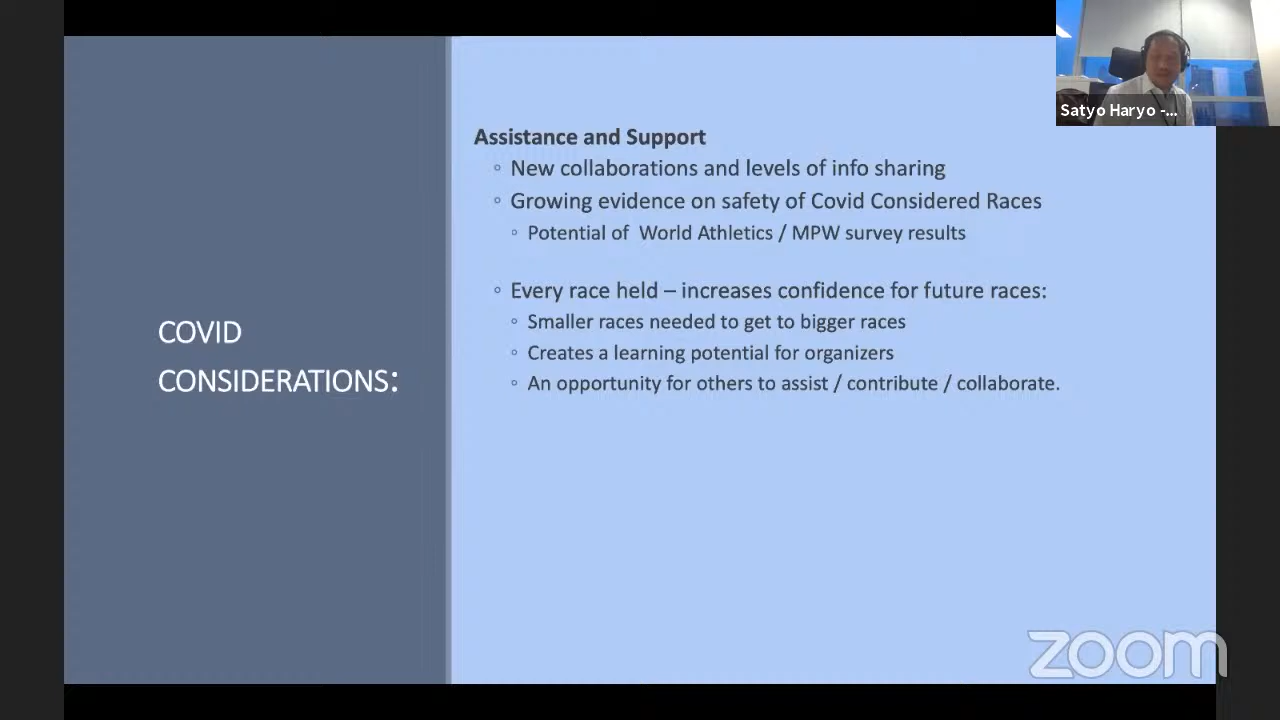 Satyo Haryo -...
Assistance and Support
◦ New collaborations and levels of info sharing
◦ Growing evidence on safety of Covid Considered Races
◦ Potential of World Athletics / MPW survey results
◦ Every race held – increases confidence for future races:
◦ Smaller races needed to get to bigger races
◦ Creates a learning potential for organizers
◦ An opportunity for others to assist / contribute / collaborate.
COVID
CONSIDERATIONS:
zoom